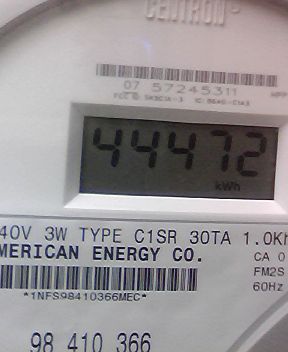 CENTRON
07 57245311
44472
kWh
40V 3W TYPE C1SR 30TA 1.0Kh
MERICAN ENERGY CO.
CA 0
FM2S
60Hz
*1NFS98410366MEC*
98 410 366